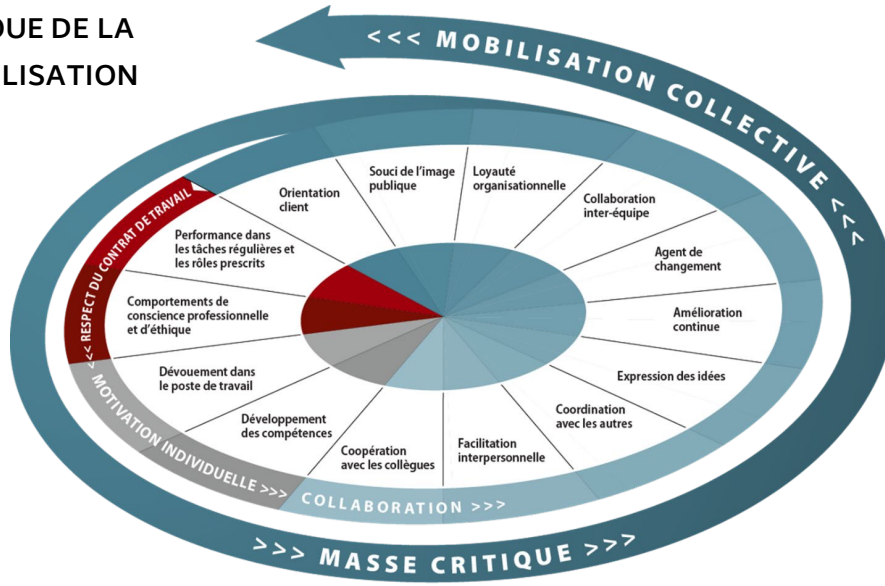 QUE DE LA
LISATION
<<< MOBILISATION COLLECTIVE <<<
Souci de l'image
publique
Loyauté
organisationnelle
Collaboration
inter-équipe
Agent de
changement
Amélioration
continue
Expression des idées
Coordination
avec les autres
Facilitation
interpersonnelle
Coopération
avec les collègues
Développement
des compétences
Dévouement dans
le poste de travail
Comportements de
conscience professionnelle
et d'éthique
Performance dans
les tâches régulières et
les rôles prescrits
Orientation
client
<<< RESPECT DU CONTRAT DE TRAVAIL
MOTIVATION INDIVIDUELLE >>>
COLLABORATION >>>
>>> MASSE CRITIQUE >>>